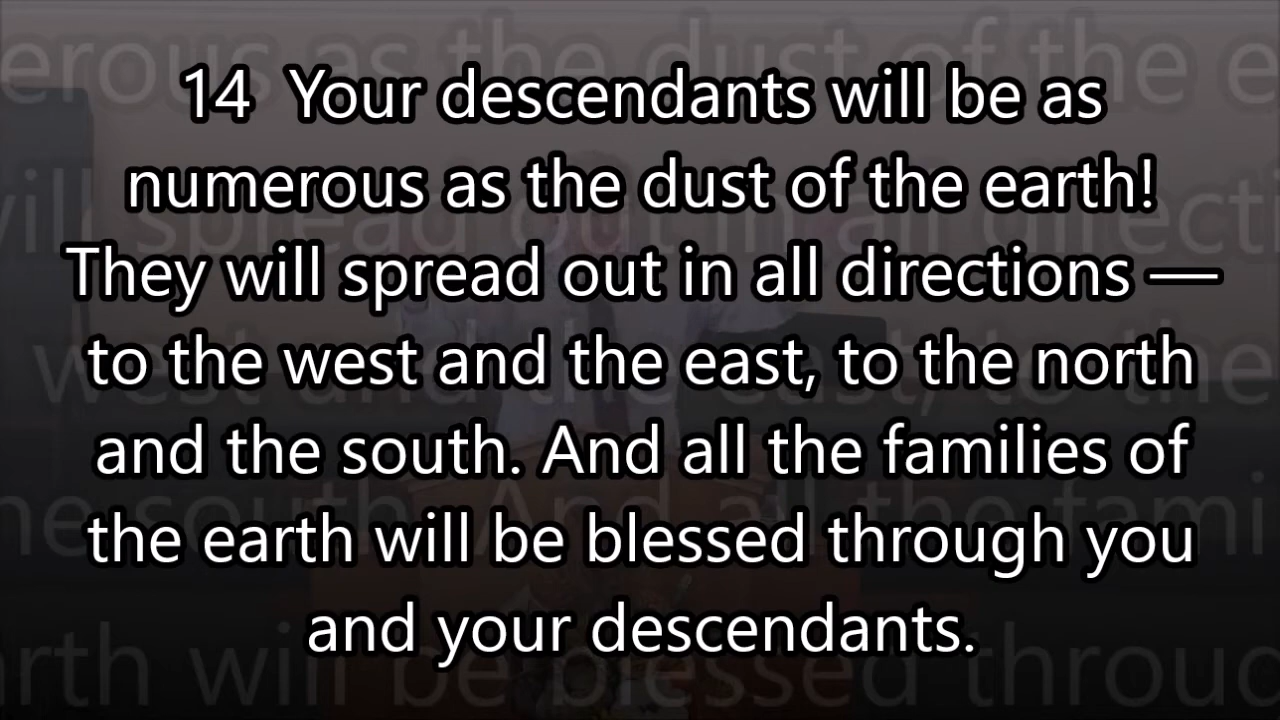 14 Your descendants will be as
numerous as the dust of the earth!
They will spread out in all directions —
to the west and the east, to the north
and the south. And all the families of
the earth will be blessed through you
and your descendants.